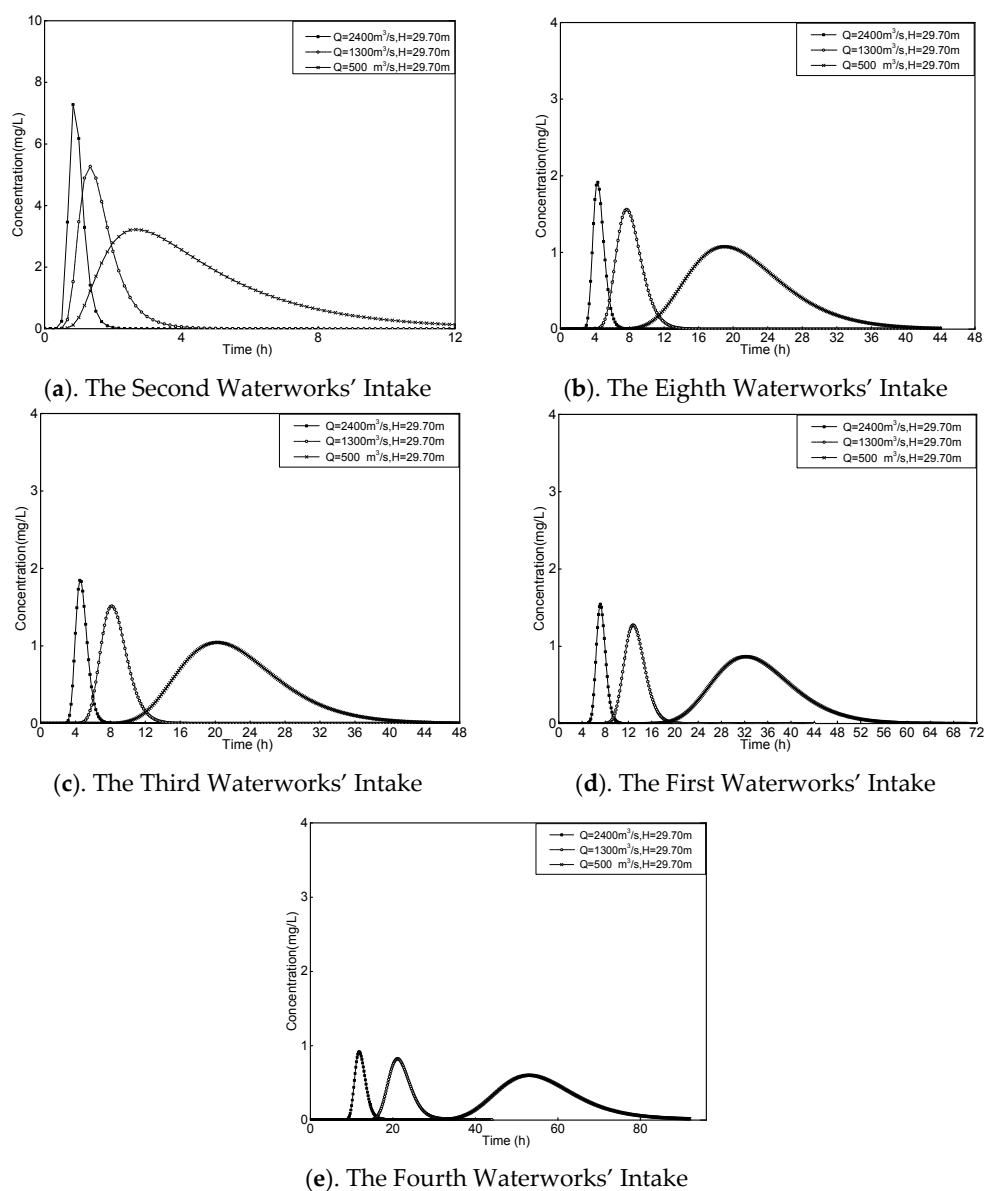 10
8
6
4
2
0
Concentration(mg/L)
Q=2400m³/s,H=29.70m
Q=1300m³/s,H=29.70m
Q=500 m³/s,H=29.70m
0 4 8 12
Time (h)
(a). The Second Waterworks’ Intake
4
3
2
1
0
Concentration(mg/L)
Q=2400m³/s,H=29.70m
Q=1300m³/s,H=29.70m
Q=500 m³/s,H=29.70m
0 4 8 12 16 20 24 28 32 36 40 44 48
Time (h)
(b). The Eighth Waterworks’ Intake
4
3
2
1
0
Concentration(mg/L)
Q=2400m³/s,H=29.70m
Q=1300m³/s,H=29.70m
Q=500 m³/s,H=29.70m
0 4 8 12 16 20 24 28 32 36 40 44 48
Time (h)
(c). The Third Waterworks’ Intake
4
3
2
1
0
Concentration(mg/L)
Q=2400m³/s,H=29.70m
Q=1300m³/s,H=29.70m
Q=500 m³/s,H=29.70m
0 4 8 12 16 20 24 28 32 36 40 44 48 52 56 60 64 68 72
Time (h)
(d). The First Waterworks’ Intake
4
3
2
1
0
Concentration(mg/L)
Q=2400m³/s,H=29.70m
Q=1300m³/s,H=29.70m
Q=500 m³/s,H=29.70m
0 20 40 60 80
Time (h)
(e). The Fourth Waterworks’ Intake